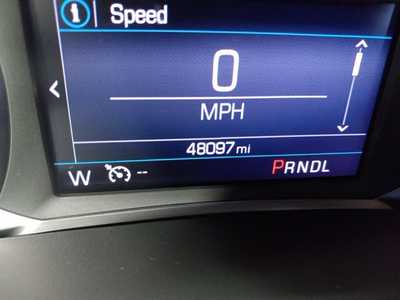 i Speed
0
MPH
48097 mi
W -- PRNDL